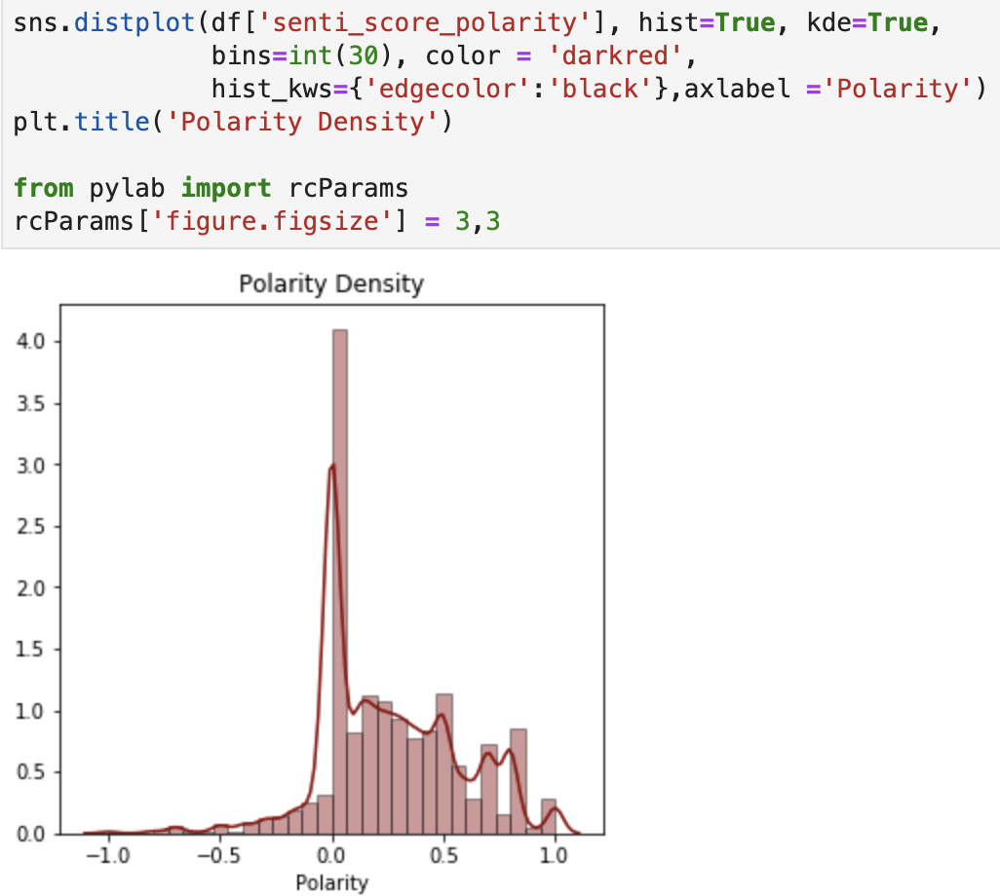 sns.distplot(df['senti_score_polarity'], hist=True, kde=True,
             bins=int(30), color = 'darkred',
             hist_kws={'edgecolor':'black'},axlabel ='Polarity')
plt.title('Polarity Density')
from pylab import rcParams
rcParams['figure.figsize'] = 3,3
Polarity Density
4.0
3.5
3.0
2.5
2.0
1.5
1.0
0.5
0.0
−1.0 −0.5 0.0 0.5 1.0
Polarity